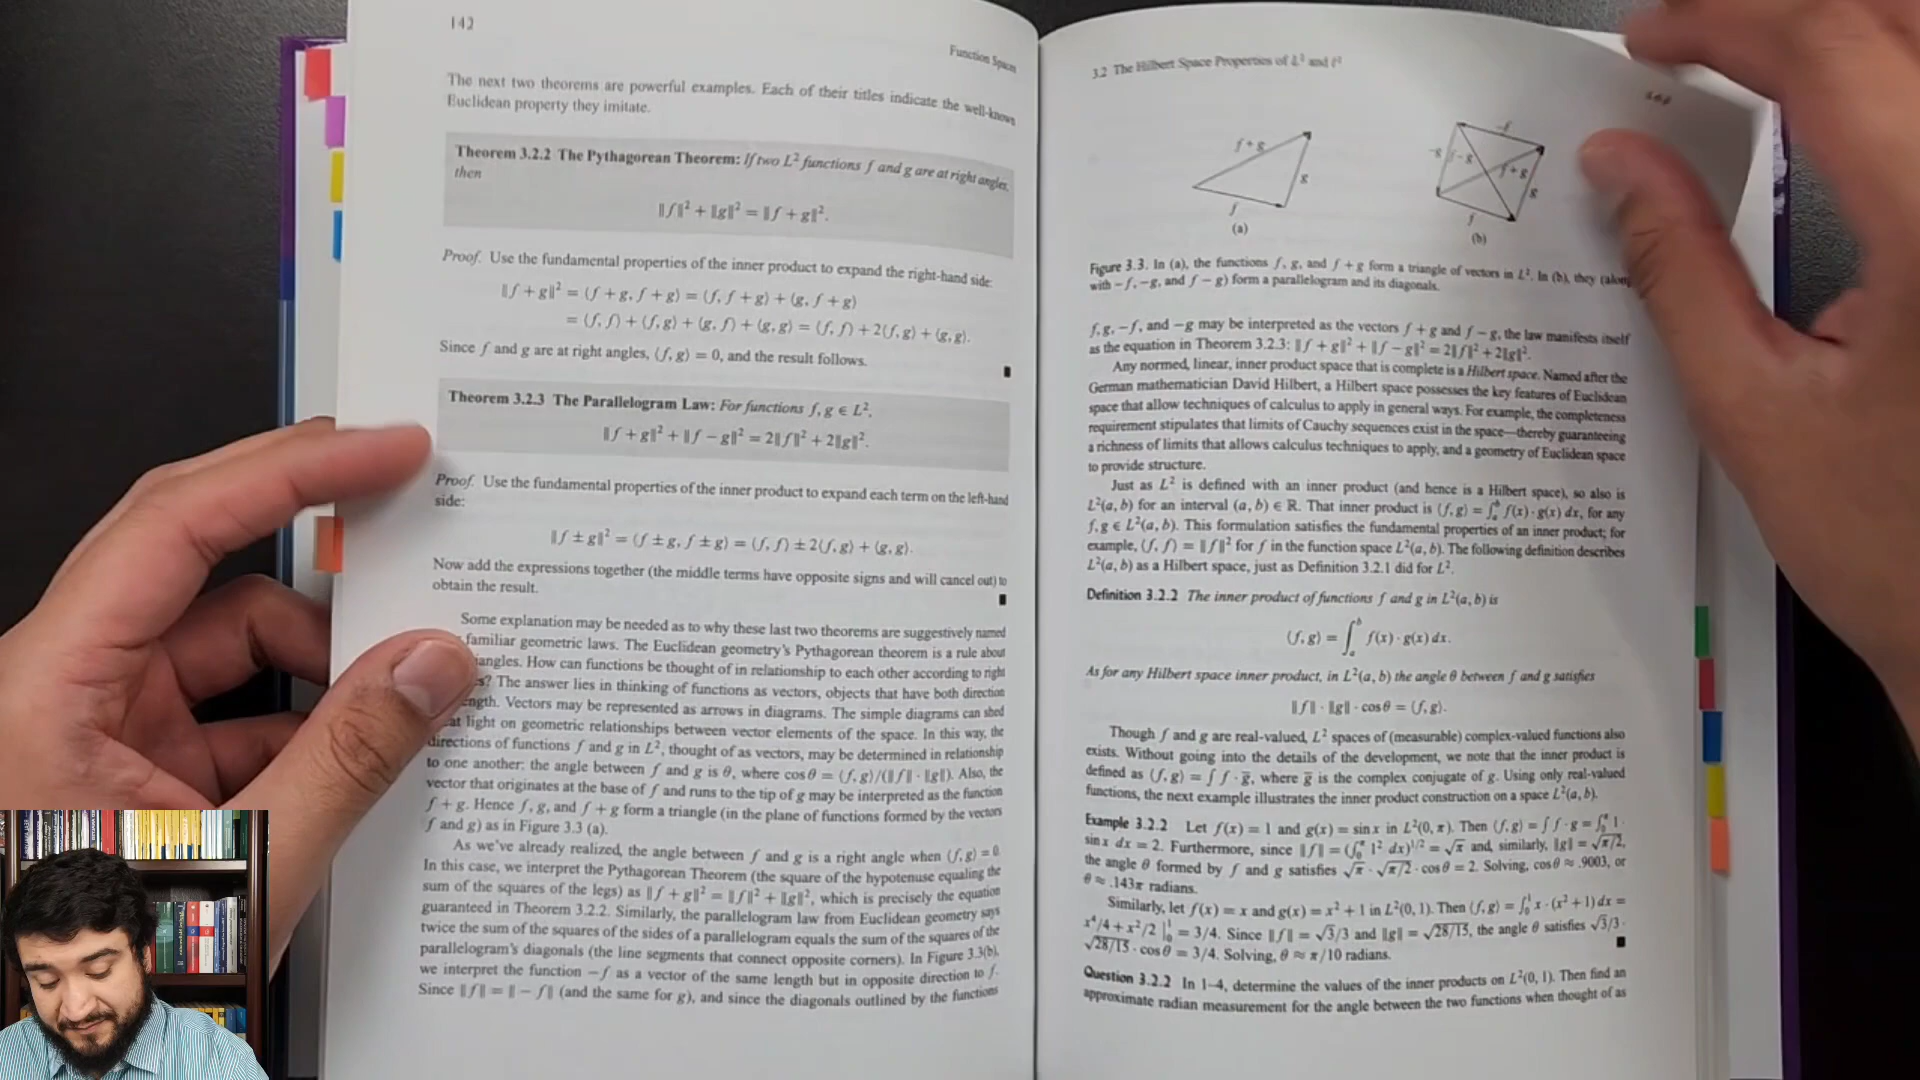 142
Function Spaces
The next two theorems are powerful examples. Each of their titles indicate the well-known
Euclidean property they imitate.
Theorem 3.2.2 The Pythagorean Theorem: If two L² functions f and g are at right angles,
then
‖f‖² + ‖g‖² = ‖f + g‖².
Proof. Use the fundamental properties of the inner product to expand the right-hand side:
‖f + g‖² = ⟨f + g, f + g⟩ = ⟨f, f + g⟩ + ⟨g, f + g⟩
= ⟨f, f⟩ + ⟨f, g⟩ + ⟨g, f⟩ + ⟨g, g⟩ = ⟨f, f⟩ + 2⟨f, g⟩ + ⟨g, g⟩.
Since f and g are at right angles, ⟨f, g⟩ = 0, and the result follows.
Theorem 3.2.3 The Parallelogram Law: For functions f, g ∈ L²,
‖f + g‖² + ‖f − g‖² = 2‖f‖² + 2‖g‖².
Proof. Use the fundamental properties of the inner product to expand each term on the left-hand
side:
‖f ± g‖² = ⟨f ± g, f ± g⟩ = ⟨f, f⟩ ± 2⟨f, g⟩ + ⟨g, g⟩.
Now add the expressions together (the middle terms have opposite signs and will cancel out) to
obtain the result.
Some explanation may be needed as to why these last two theorems are suggestively named
familiar geometric laws. The Euclidean geometry's Pythagorean theorem is a rule about
How can functions be thought of in relationship to each other according to right
The answer lies in thinking of functions as vectors, objects that have both direction
Vectors may be represented as arrows in diagrams. The simple diagrams can shed
light on geometric relationships between vector elements of the space. In this way, the
directions of functions f and g in L², thought of as vectors, may be determined in relationship
to one another: the angle between f and g is θ, where cos θ = ⟨f, g⟩/(‖f‖ · ‖g‖). Also, the
vector that originates at the base of f and runs to the tip of g may be interpreted as the function
f + g. Hence f, g, and f + g form a triangle (in the plane of functions formed by the vectors
f and g) as in Figure 3.3 (a).
As we've already realized, the angle between f and g is a right angle when ⟨f, g⟩ = 0.
In this case, we interpret the Pythagorean Theorem (the square of the hypotenuse equaling the
sum of the squares of the legs) as ‖f + g‖² = ‖f‖² + ‖g‖², which is precisely the equation
guaranteed in Theorem 3.2.2. Similarly, the parallelogram law from Euclidean geometry says
twice the sum of the squares of the sides of a parallelogram equals the sum of the squares of the
parallelogram's diagonals (the line segments that connect opposite corners). In Figure 3.3(b),
we interpret the function −f as a vector of the same length but in opposite direction to f.
Since ‖f‖ = ‖ − f‖ (and the same for g), and since the diagonals outlined by the functions
3.2 The Hilbert Space Properties of L² and ℓ²
f + g
g
f
(a)
−f
−g
f − g
f + g
g
f
(b)
Figure 3.3. In (a), the functions f, g, and f + g form a triangle of vectors in L². In (b), they (along
with −f, −g, and f − g) form a parallelogram and its diagonals.
f, g, −f, and −g may be interpreted as the vectors f + g and f − g, the law manifests itself
as the equation in Theorem 3.2.3: ‖f + g‖² + ‖f − g‖² = 2‖f‖² + 2‖g‖².
Any normed, linear, inner product space that is complete is a Hilbert space. Named after the
German mathematician David Hilbert, a Hilbert space possesses the key features of Euclidean
space that allow techniques of calculus to apply in general ways. For example, the completeness
requirement stipulates that limits of Cauchy sequences exist in the space—thereby guaranteeing
a richness of limits that allows calculus techniques to apply, and a geometry of Euclidean space
to provide structure.
Just as L² is defined with an inner product (and hence is a Hilbert space), so also is
L²(a, b) for an interval (a, b) ∈ ℝ. That inner product is ⟨f, g⟩ = ∫ₐᵇ f(x) · g(x) dx, for any
f, g ∈ L²(a, b). This formulation satisfies the fundamental properties of an inner product; for
example, ⟨f, f⟩ = ‖f‖² for f in the function space L²(a, b). The following definition describes
L²(a, b) as a Hilbert space, just as Definition 3.2.1 did for L².
Definition 3.2.2 The inner product of functions f and g in L²(a, b) is
⟨f, g⟩ = ∫ₐᵇ f(x) · g(x) dx.
As for any Hilbert space inner product, in L²(a, b) the angle θ between f and g satisfies
‖f‖ · ‖g‖ · cos θ = ⟨f, g⟩.
Though f and g are real-valued, L² spaces of (measurable) complex-valued functions also
exists. Without going into the details of the development, we note that the inner product is
defined as ⟨f, g⟩ = ∫ f · g̅, where g̅ is the complex conjugate of g. Using only real-valued
functions, the next example illustrates the inner product construction on a space L²(a, b).
Example 3.2.2 Let f(x) = 1 and g(x) = sin x in L²(0, π). Then ⟨f, g⟩ = ∫ f · g = ∫₀^π 1 ·
sin x dx = 2. Furthermore, since ‖f‖ = (∫₀^π 1² dx)^1/2 = √π and, similarly, ‖g‖ = √π/2,
the angle θ formed by f and g satisfies √π · √π/2 · cos θ = 2. Solving, cos θ ≈ .9003, or
θ ≈ .143π radians.
Similarly, let f(x) = x and g(x) = x² + 1 in L²(0, 1). Then ⟨f, g⟩ = ∫₀¹ x · (x² + 1) dx =
x⁴/4 + x²/2 |₀¹ = 3/4. Since ‖f‖ = √3/3 and ‖g‖ = √28/15, the angle θ satisfies √3/3 ·
√28/15 · cos θ = 3/4. Solving, θ ≈ π/10 radians.
Question 3.2.2 In 1–4, determine the values of the inner products on L²(0, 1). Then find an
approximate radian measurement for the angle between the two functions when thought of as